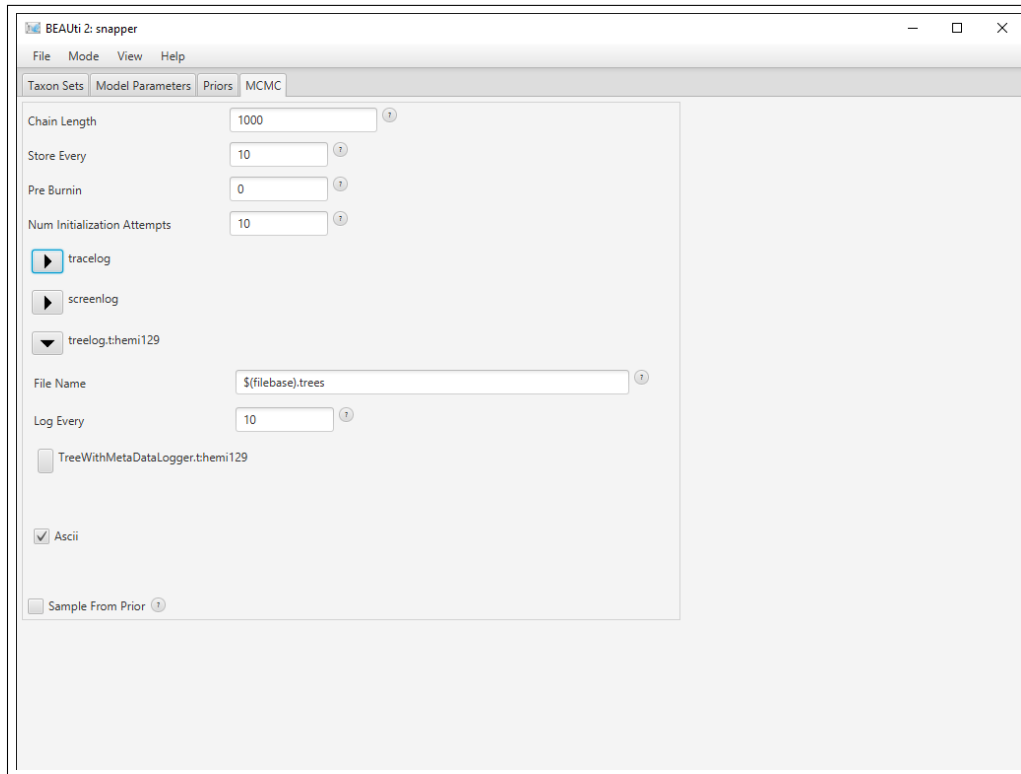 BEAUti 2: snapper
File Mode View Help
Taxon Sets Model Parameters Priors MCMC
Chain Length 1000 ?
Store Every 10 ?
Pre Burnin 0 ?
Num Initialization Attempts 10 ?
tracelog
screenlog
treelog.t:hemi129
File Name $(filebase).trees ?
Log Every 10 ?
TreeWithMetaDataLogger.t:hemi129
Ascii
Sample From Prior ?